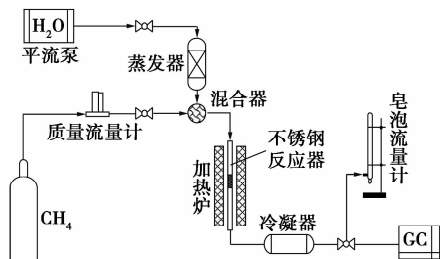 H₂O
平流泵
蒸发器
混合器
质量流量计
CH₄
加热炉
不锈钢
反应器
冷凝器
皂泡流量计
GC